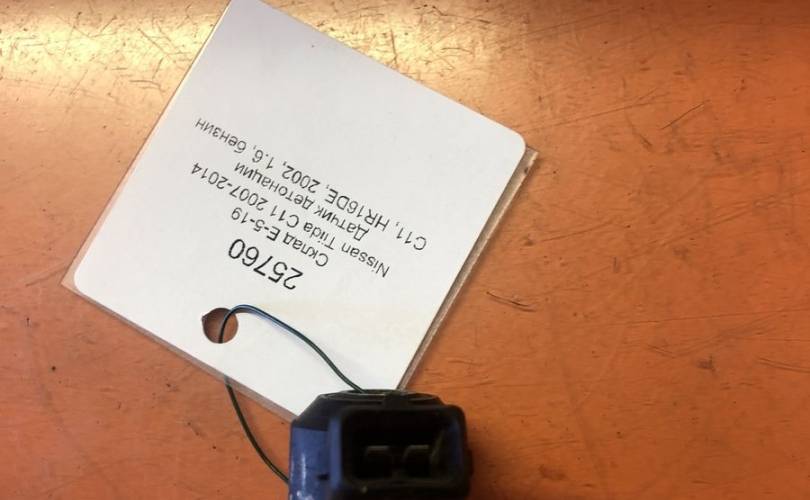 25760
Склад E-5-19
Nissan Tiida C11 2007-2014
Датчик детонации
C11, HR16DE, 2002, 1.6, бензин